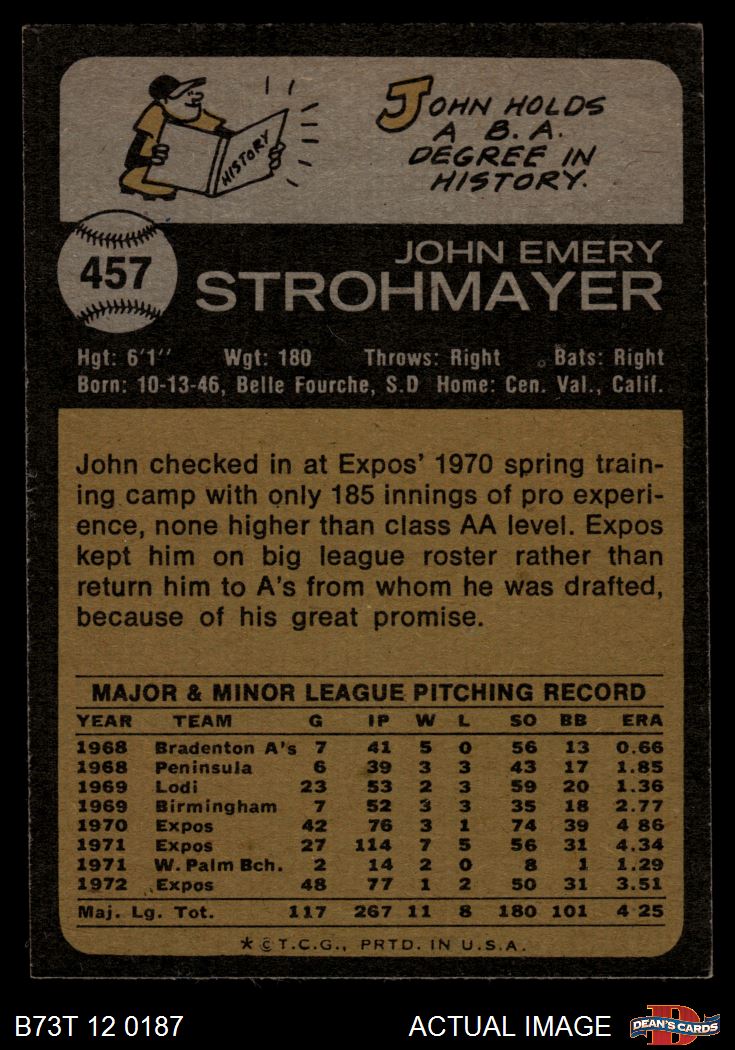 JOHN HOLDS
A B.A.
DEGREE IN
HISTORY.
HISTORY
457
JOHN EMERY
STROHMAYER
Hgt: 6'1'' Wgt: 180 Throws: Right Bats: Right
Born: 10-13-46, Belle Fourche, S.D Home: Cen. Val., Calif.
John checked in at Expos' 1970 spring train-
ing camp with only 185 innings of pro experi-
ence, none higher than class AA level. Expos
kept him on big league roster rather than
return him to A's from whom he was drafted,
because of his great promise.
MAJOR & MINOR LEAGUE PITCHING RECORD
YEAR TEAM G IP W L SO BB ERA
1968 Bradenton A's 7 41 5 0 56 13 0.66
1968 Peninsula 6 39 3 3 43 17 1.85
1969 Lodi 23 53 2 3 59 20 1.36
1969 Birmingham 7 52 3 3 35 18 2.77
1970 Expos 42 76 3 1 74 39 4 86
1971 Expos 27 114 7 5 56 31 4.34
1971 W. Palm Bch. 2 14 2 0 8 1 1.29
1972 Expos 48 77 1 2 50 31 3.51
Maj. Lg. Tot. 117 267 11 8 180 101 4 25
* © T.C.G., PRTD. IN U.S.A.
B73T 12 0187 ACTUAL IMAGE D DEAN'S CARDS